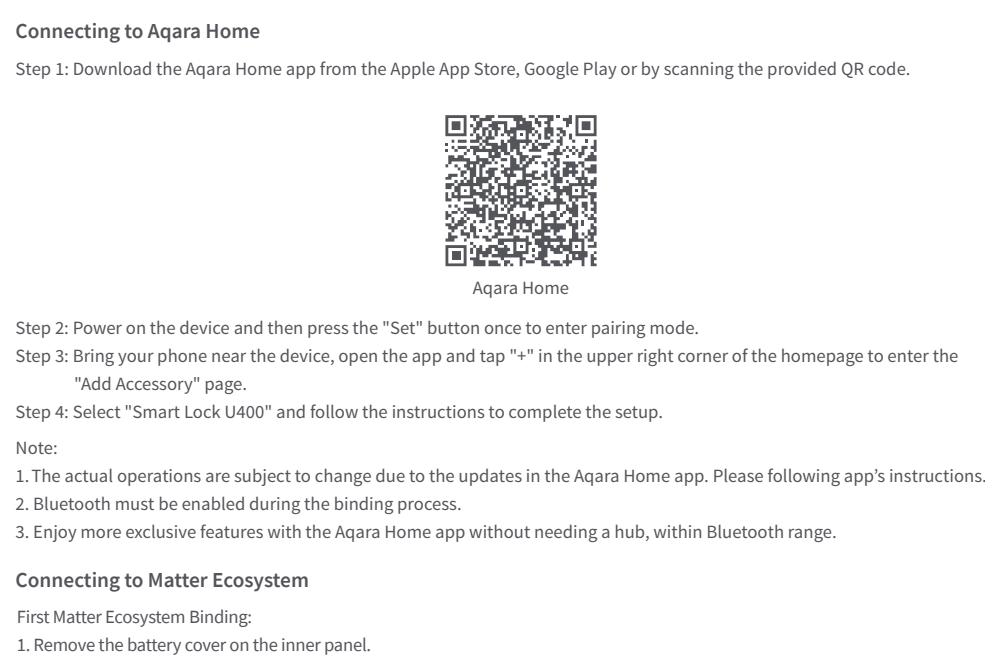 Connecting to Aqara Home
Step 1: Download the Aqara Home app from the Apple App Store, Google Play or by scanning the provided QR code.
Aqara Home
Step 2: Power on the device and then press the "Set" button once to enter pairing mode.
Step 3: Bring your phone near the device, open the app and tap "+" in the upper right corner of the homepage to enter the
"Add Accessory" page.
Step 4: Select "Smart Lock U400" and follow the instructions to complete the setup.
Note:
1. The actual operations are subject to change due to the updates in the Aqara Home app. Please following app’s instructions.
2. Bluetooth must be enabled during the binding process.
3. Enjoy more exclusive features with the Aqara Home app without needing a hub, within Bluetooth range.
Connecting to Matter Ecosystem
First Matter Ecosystem Binding:
1. Remove the battery cover on the inner panel.